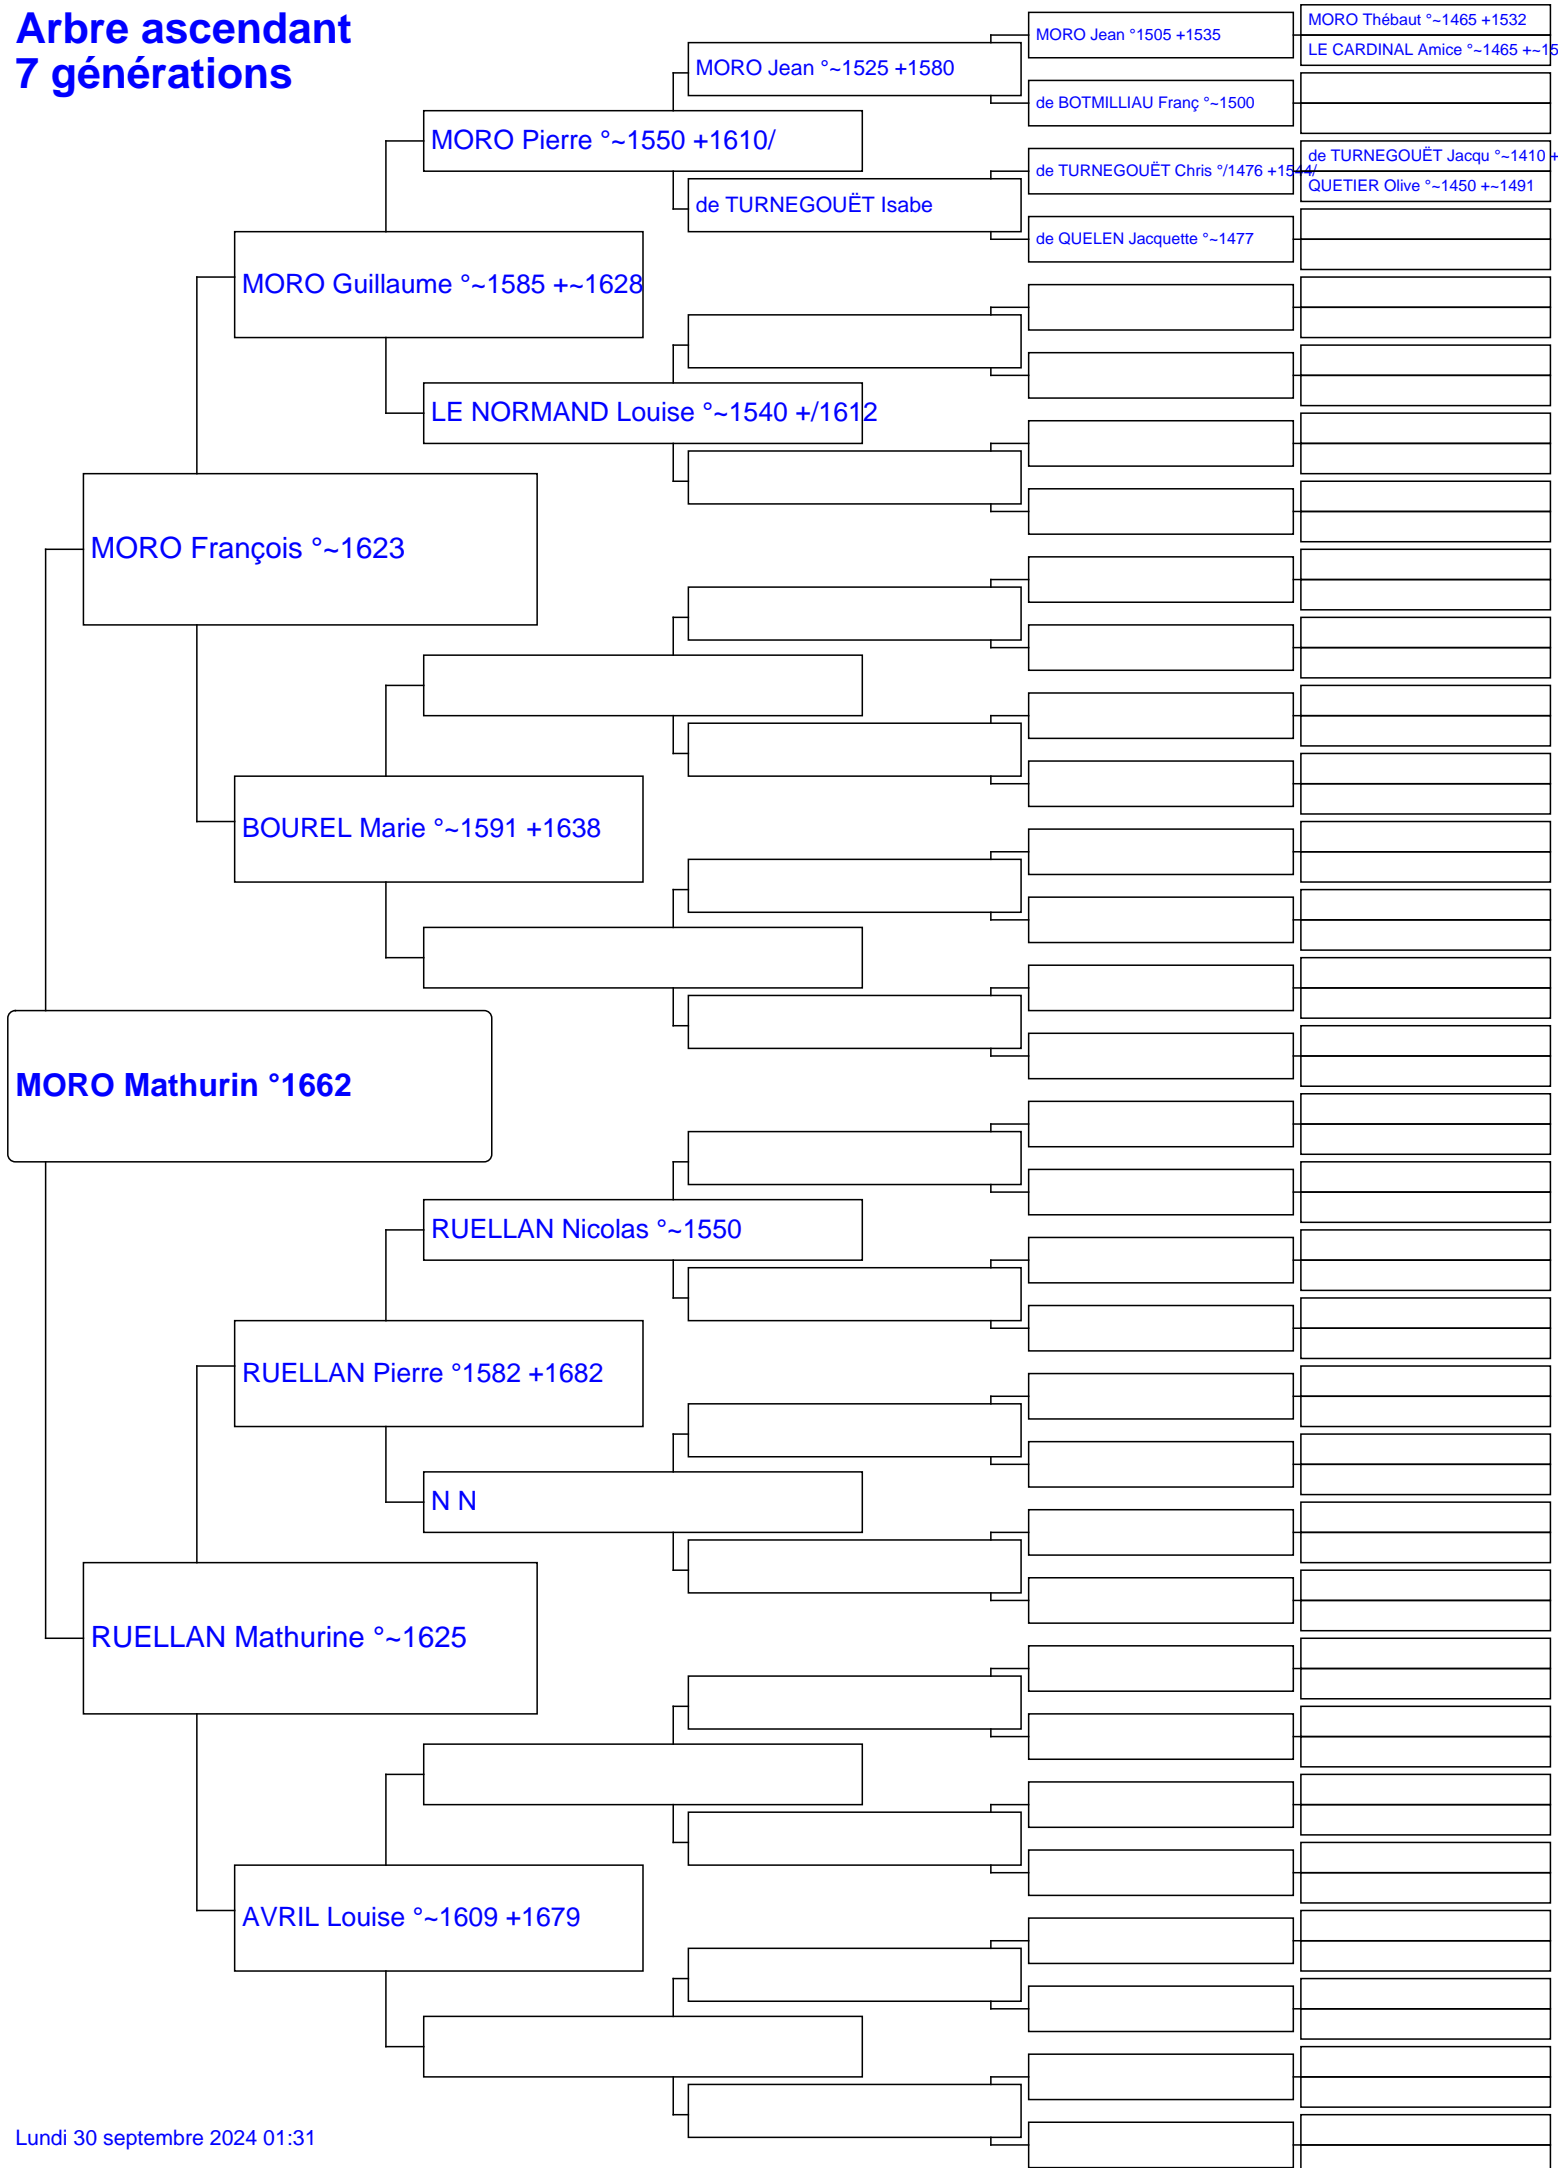 Arbre ascendant
7 générations
MORO Thébaut °~1465 +1532
MORO Jean °1505 +1535
LE CARDINAL Amice °~1465 +~15
MORO Jean °~1525 +1580
de BOTMILLIAU Franç °~1500
MORO Pierre °~1550 +1610/
de TURNEGOUËT Jacqu °~1410 +
de TURNEGOUËT Chris °/1476 +1544/
QUETIER Olive °~1450 +~1491
de TURNEGOUËT Isabe
de QUELEN Jacquette °~1477
MORO Guillaume °~1585 +~1628
LE NORMAND Louise °~1540 +/1612
MORO François °~1623
BOUREL Marie °~1591 +1638
MORO Mathurin °1662
RUELLAN Nicolas °~1550
RUELLAN Pierre °1582 +1682
N N
RUELLAN Mathurine °~1625
AVRIL Louise °~1609 +1679
Lundi 30 septembre 2024 01:31